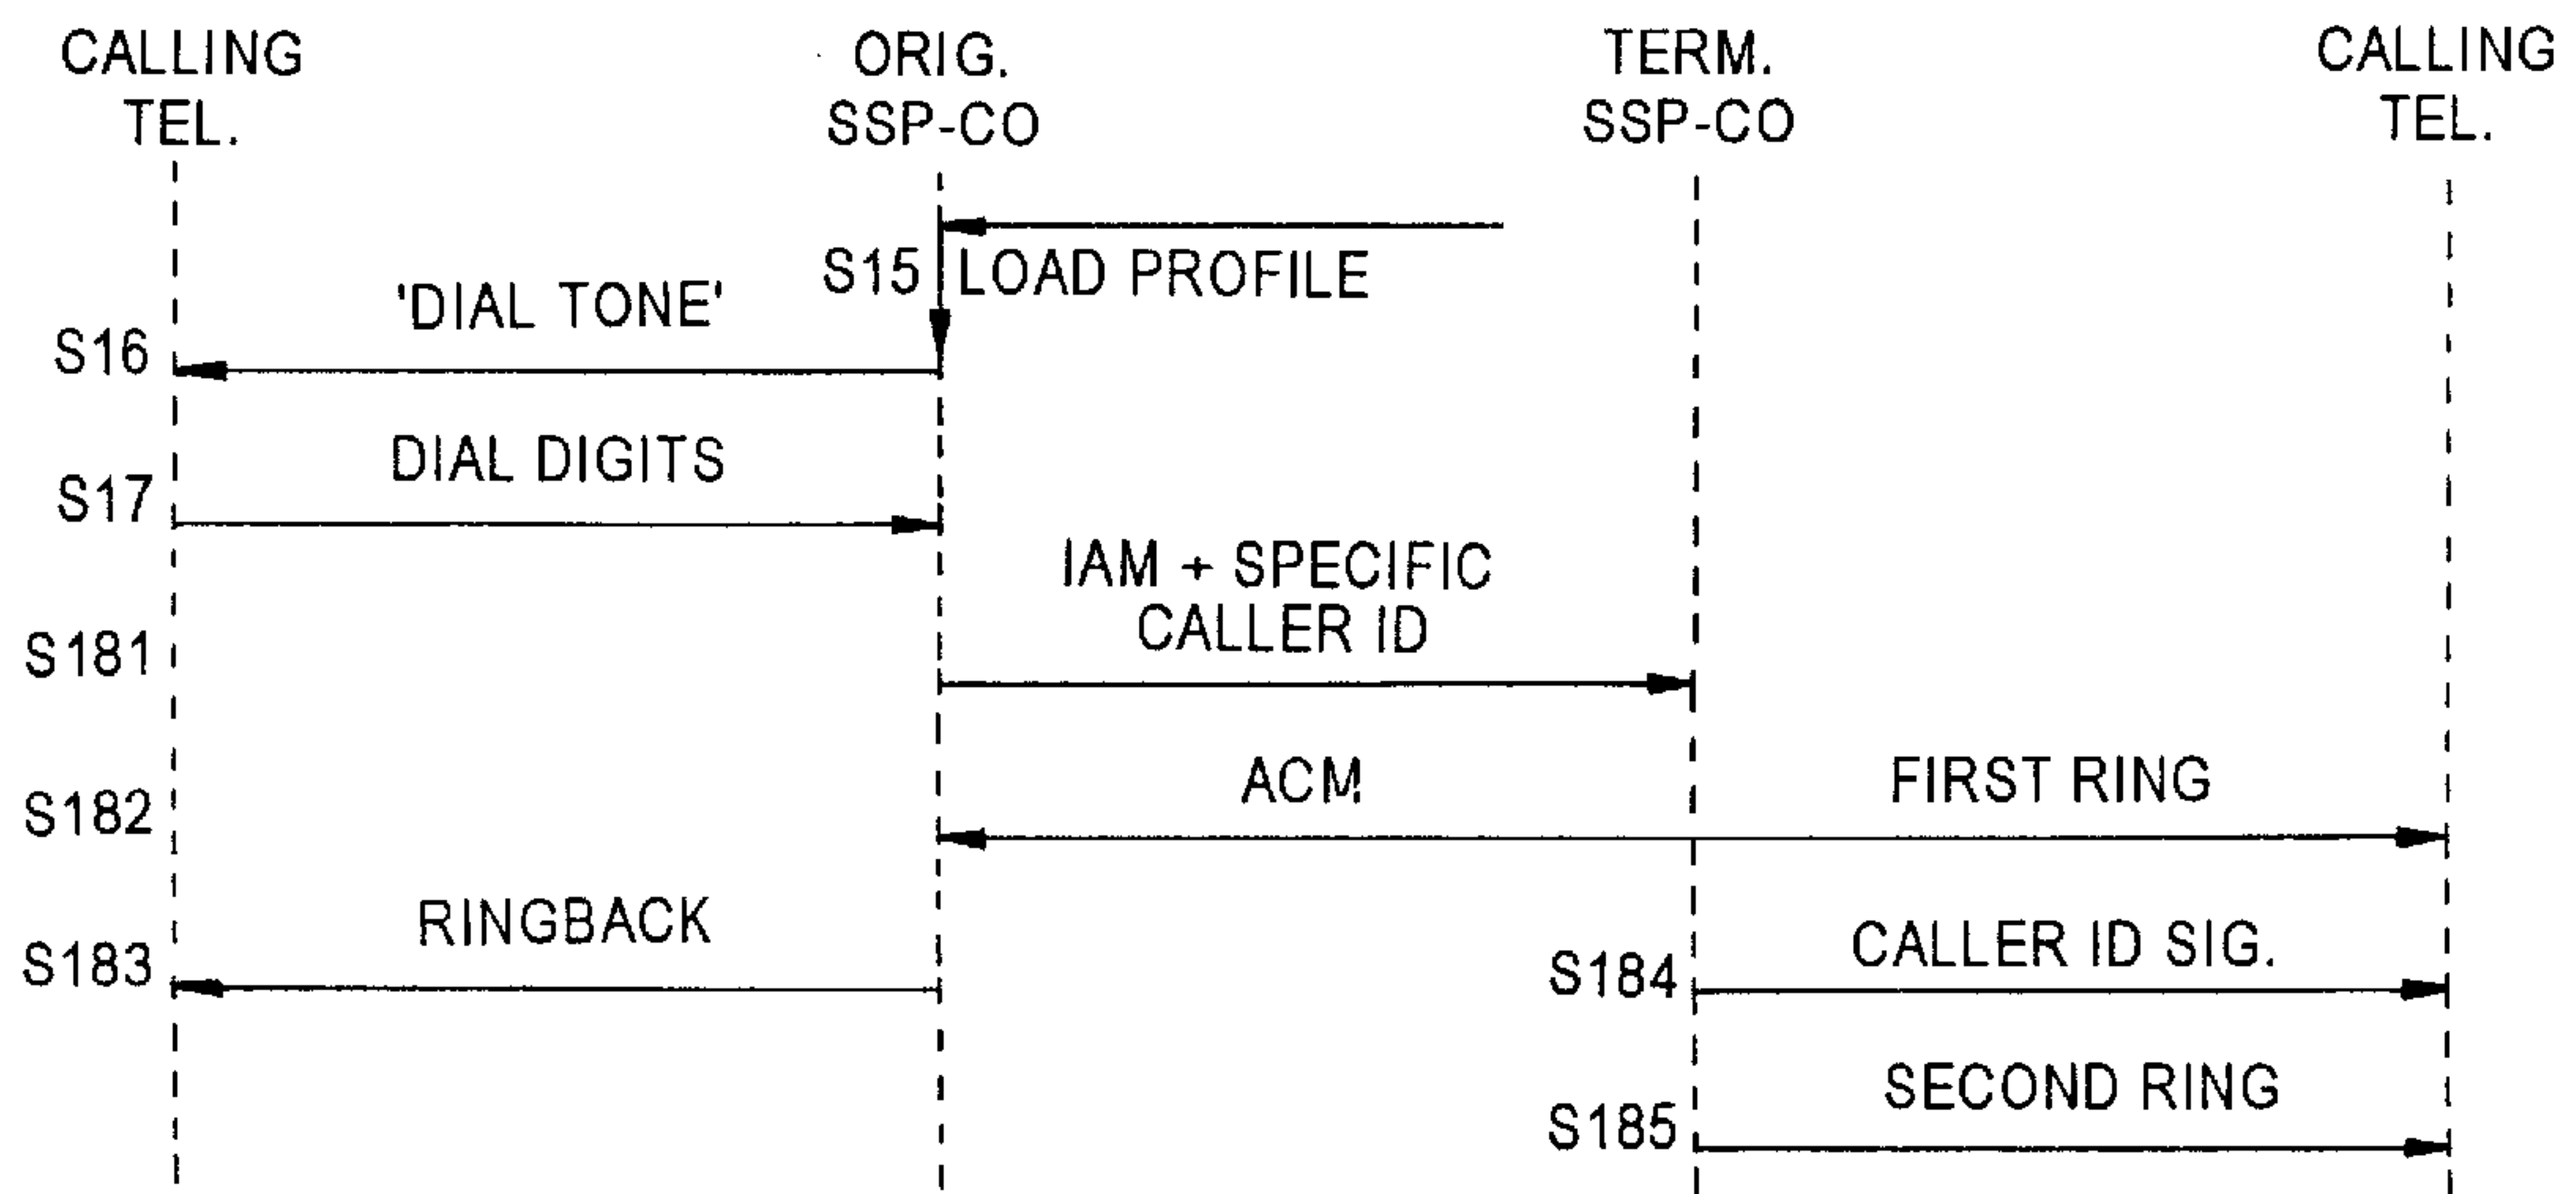 CALLING
TEL.
ORIG.
SSP-CO
TERM.
SSP-CO
CALLING
TEL.
S15
LOAD PROFILE
'DIAL TONE'
S16
DIAL DIGITS
S17
IAM + SPECIFIC
CALLER ID
S181
ACM
FIRST RING
S182
RINGBACK
S183
CALLER ID SIG.
S184
SECOND RING
S185